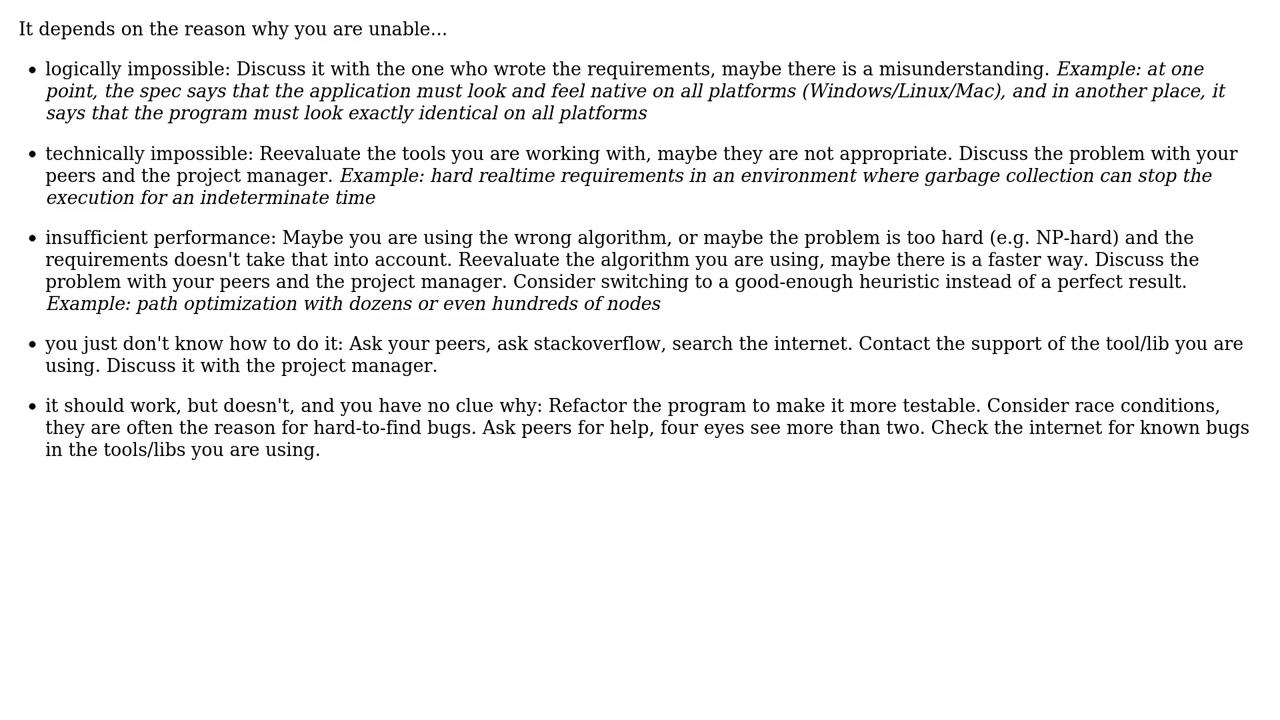 It depends on the reason why you are unable...
• logically impossible: Discuss it with the one who wrote the requirements, maybe there is a misunderstanding. Example: at one
point, the spec says that the application must look and feel native on all platforms (Windows/Linux/Mac), and in another place, it
says that the program must look exactly identical on all platforms
• technically impossible: Reevaluate the tools you are working with, maybe they are not appropriate. Discuss the problem with your
peers and the project manager. Example: hard realtime requirements in an environment where garbage collection can stop the
execution for an indeterminate time
• insufficient performance: Maybe you are using the wrong algorithm, or maybe the problem is too hard (e.g. NP-hard) and the
requirements doesn't take that into account. Reevaluate the algorithm you are using, maybe there is a faster way. Discuss the
problem with your peers and the project manager. Consider switching to a good-enough heuristic instead of a perfect result.
Example: path optimization with dozens or even hundreds of nodes
• you just don't know how to do it: Ask your peers, ask stackoverflow, search the internet. Contact the support of the tool/lib you are
using. Discuss it with the project manager.
• it should work, but doesn't, and you have no clue why: Refactor the program to make it more testable. Consider race conditions,
they are often the reason for hard-to-find bugs. Ask peers for help, four eyes see more than two. Check the internet for known bugs
in the tools/libs you are using.